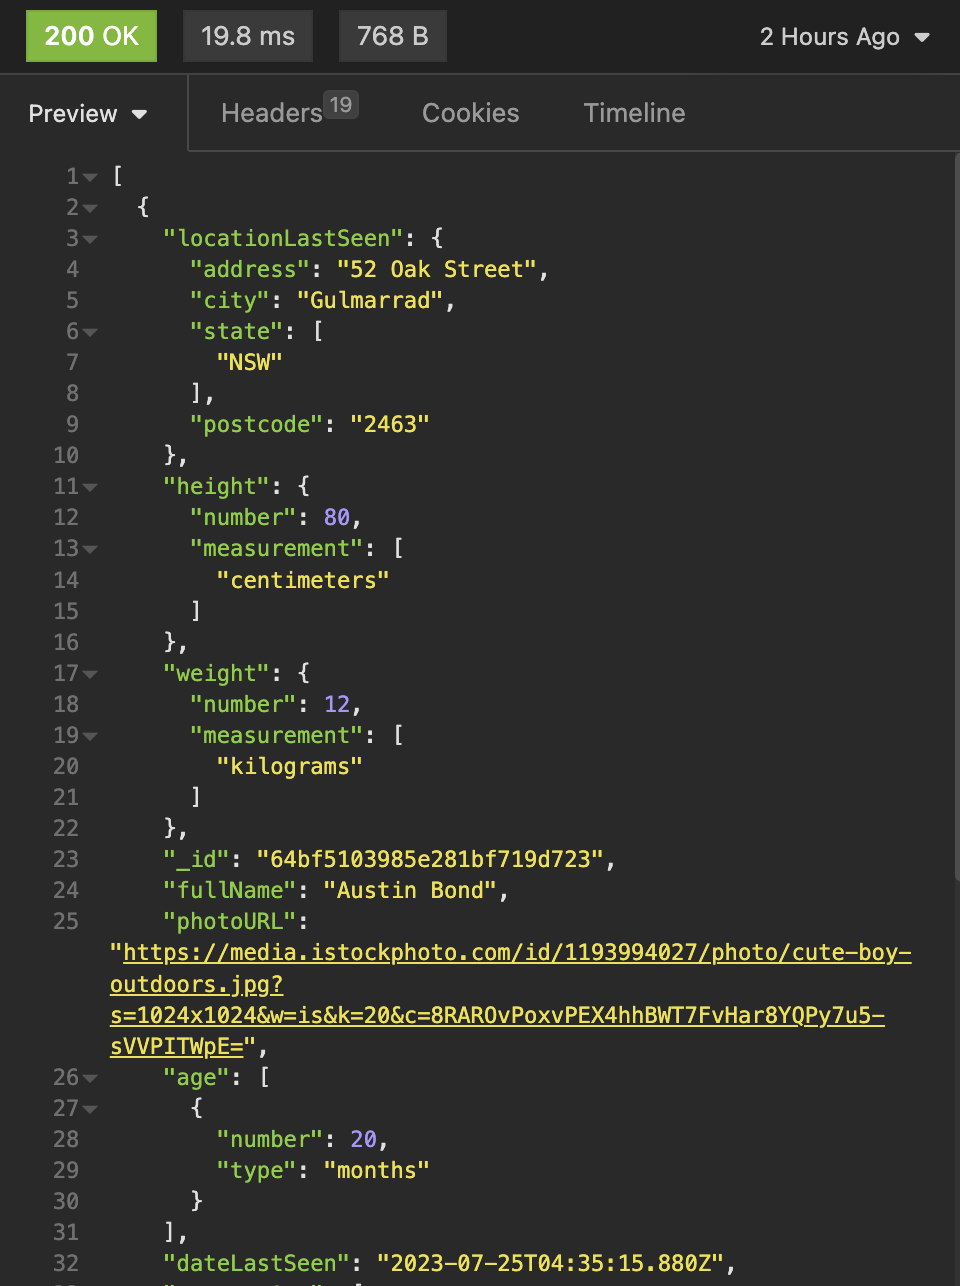 200 OK 19.8 ms 768 B 2 Hours Ago
Preview Headers 19 Cookies Timeline
1 [
2 {
3 "locationLastSeen": {
4 "address": "52 Oak Street",
5 "city": "Gulmarrad",
6 "state": [
7 "NSW"
8 ],
9 "postcode": "2463"
10 },
11 "height": {
12 "number": 80,
13 "measurement": [
14 "centimeters"
15 ]
16 },
17 "weight": {
18 "number": 12,
19 "measurement": [
20 "kilograms"
21 ]
22 },
23 "_id": "64bf5103985e281bf719d723",
24 "fullName": "Austin Bond",
25 "photoURL":
"https://media.istockphoto.com/id/1193994027/photo/cute-boy-
outdoors.jpg?
s=1024x1024&w=is&k=20&c=8RAROvPoxvPEX4hhBWT7FvHar8YQPy7u5-
sVVPITWpE=",
26 "age": [
27 {
28 "number": 20,
29 "type": "months"
30 }
31 ],
32 "dateLastSeen": "2023-07-25T04:35:15.880Z",